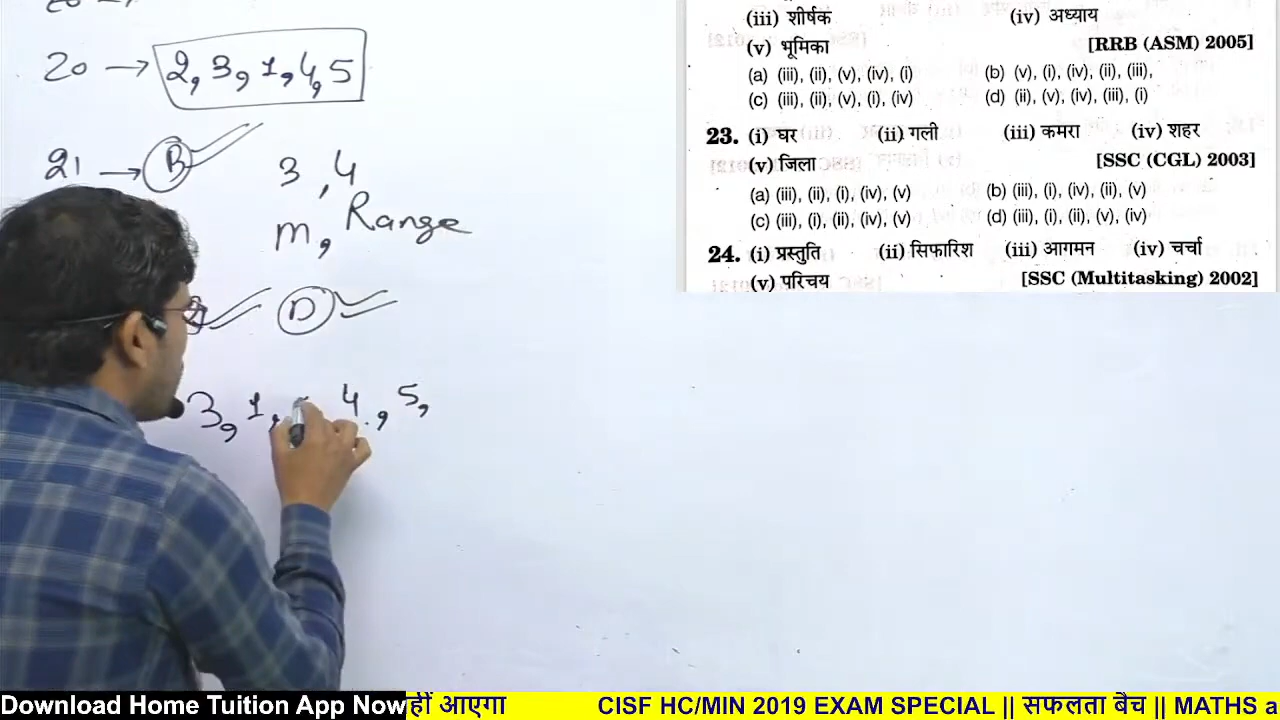 20 → 2, 3, 1, 4, 5
21 → B
3, 4
m, Range
D
3, 1, 4, 5,
(iii) शीर्षक (iv) अध्याय
(v) भूमिका [RRB (ASM) 2005]
(a) (iii), (ii), (v), (iv), (i) (b) (v), (i), (iv), (ii), (iii),
(c) (iii), (ii), (v), (i), (iv) (d) (ii), (v), (iv), (iii), (i)
23. (i) घर (ii) गली (iii) कमरा (iv) शहर
(v) जिला [SSC (CGL) 2003]
(a) (iii), (ii), (i), (iv), (v) (b) (iii), (i), (iv), (ii), (v)
(c) (iii), (i), (ii), (iv), (v) (d) (iii), (i), (ii), (v), (iv)
24. (i) प्रस्तुति (ii) सिफारिश (iii) आगमन (iv) चर्चा
(v) परिचय [SSC (Multitasking) 2002]
Download Home Tuition App Now हीं आएगा CISF HC/MIN 2019 EXAM SPECIAL || सफलता बैच || MATHS a